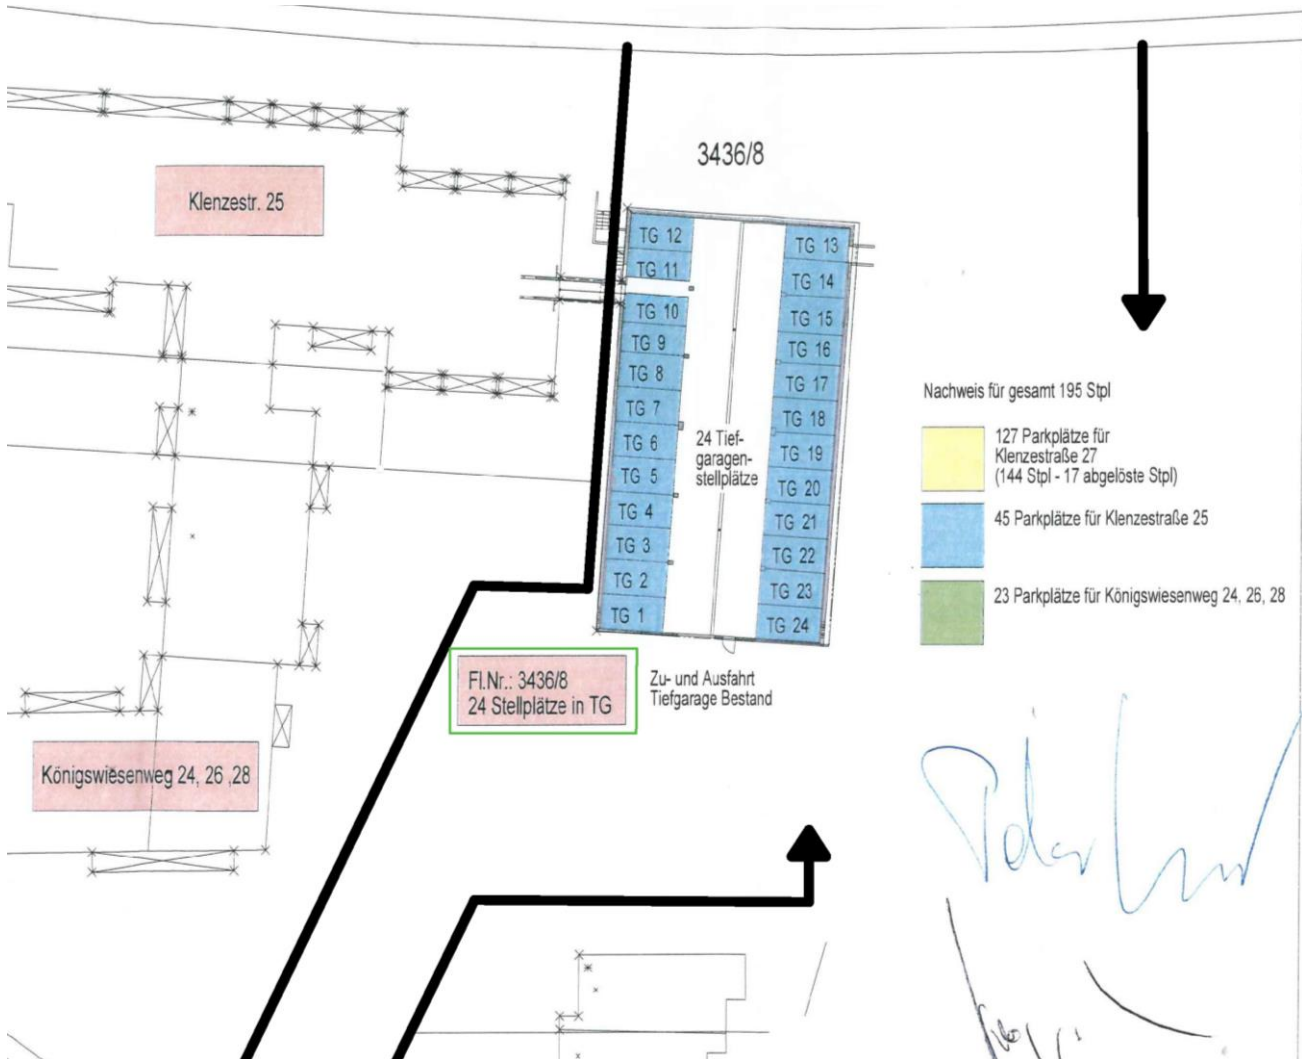 3436/8
Klenzestr. 25
TG 12
TG 11
TG 10
TG 9
TG 8
TG 7
TG 6
TG 5
TG 4
TG 3
TG 2
TG 1
24 Tief-
garagen-
stellplätze
TG 13
TG 14
TG 15
TG 16
TG 17
TG 18
TG 19
TG 20
TG 21
TG 22
TG 23
TG 24
Nachweis für gesamt 195 Stpl
127 Parkplätze für
Klenzestraße 27
(144 Stpl - 17 abgelöste Stpl)
45 Parkplätze für Klenzestraße 25
23 Parkplätze für Königswiesenweg 24, 26, 28
Fl.Nr.: 3436/8
24 Stellplätze in TG
Zu- und Ausfahrt
Tiefgarage Bestand
Königswiesenweg 24, 26 ,28